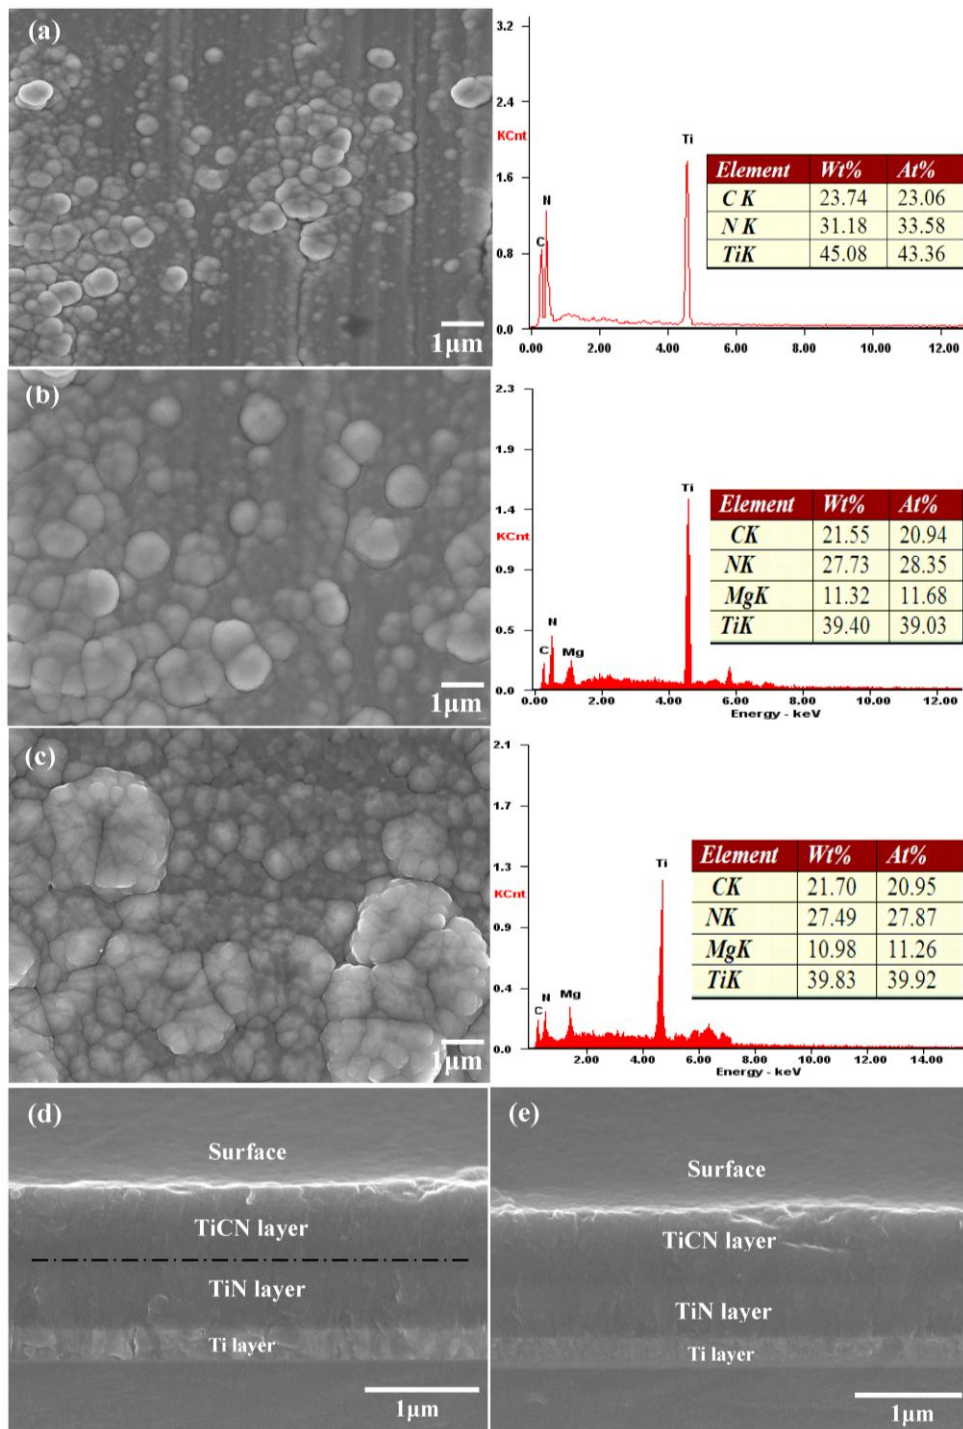 (a)
1μm
3.2
2.4
KCnt
1.6
0.8
0.0
C
N
Ti
0.00 2.00 4.00 6.00 8.00 10.00 12.00
Element Wt% At%
C K 23.74 23.06
N K 31.18 33.58
TiK 45.08 43.36
(b)
1μm
2.3
1.9
1.4
KCnt
0.9
0.5
0.0
C
N
Mg
Ti
0.00 2.00 4.00 6.00 8.00 10.00 12.00
Energy - keV
Element Wt% At%
CK 21.55 20.94
NK 27.73 28.35
MgK 11.32 11.68
TiK 39.40 39.03
(c)
1μm
2.1
1.7
1.3
KCnt
0.9
0.4
0.0
C
N
Mg
Ti
2.00 4.00 6.00 8.00 10.00 12.00 14.00
Energy - keV
Element Wt% At%
CK 21.70 20.95
NK 27.49 27.87
MgK 10.98 11.26
TiK 39.83 39.92
(d)
Surface
TiCN layer
TiN layer
Ti layer
1μm
(e)
Surface
TiCN layer
TiN layer
Ti layer
1μm